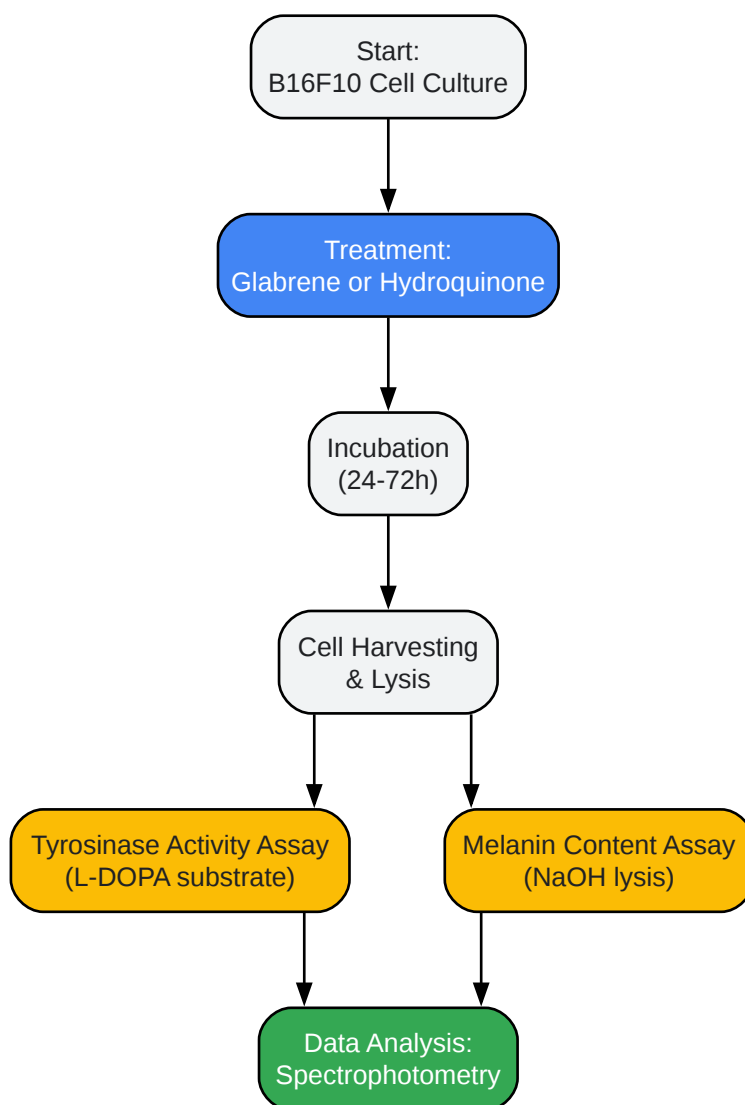 Start:
B16F10 Cell Culture
Treatment:
Glabrene or Hydroquinone
Incubation
(24-72h)
Cell Harvesting
& Lysis
Tyrosinase Activity Assay
(L-DOPA substrate)
Melanin Content Assay
(NaOH lysis)
Data Analysis:
Spectrophotometry